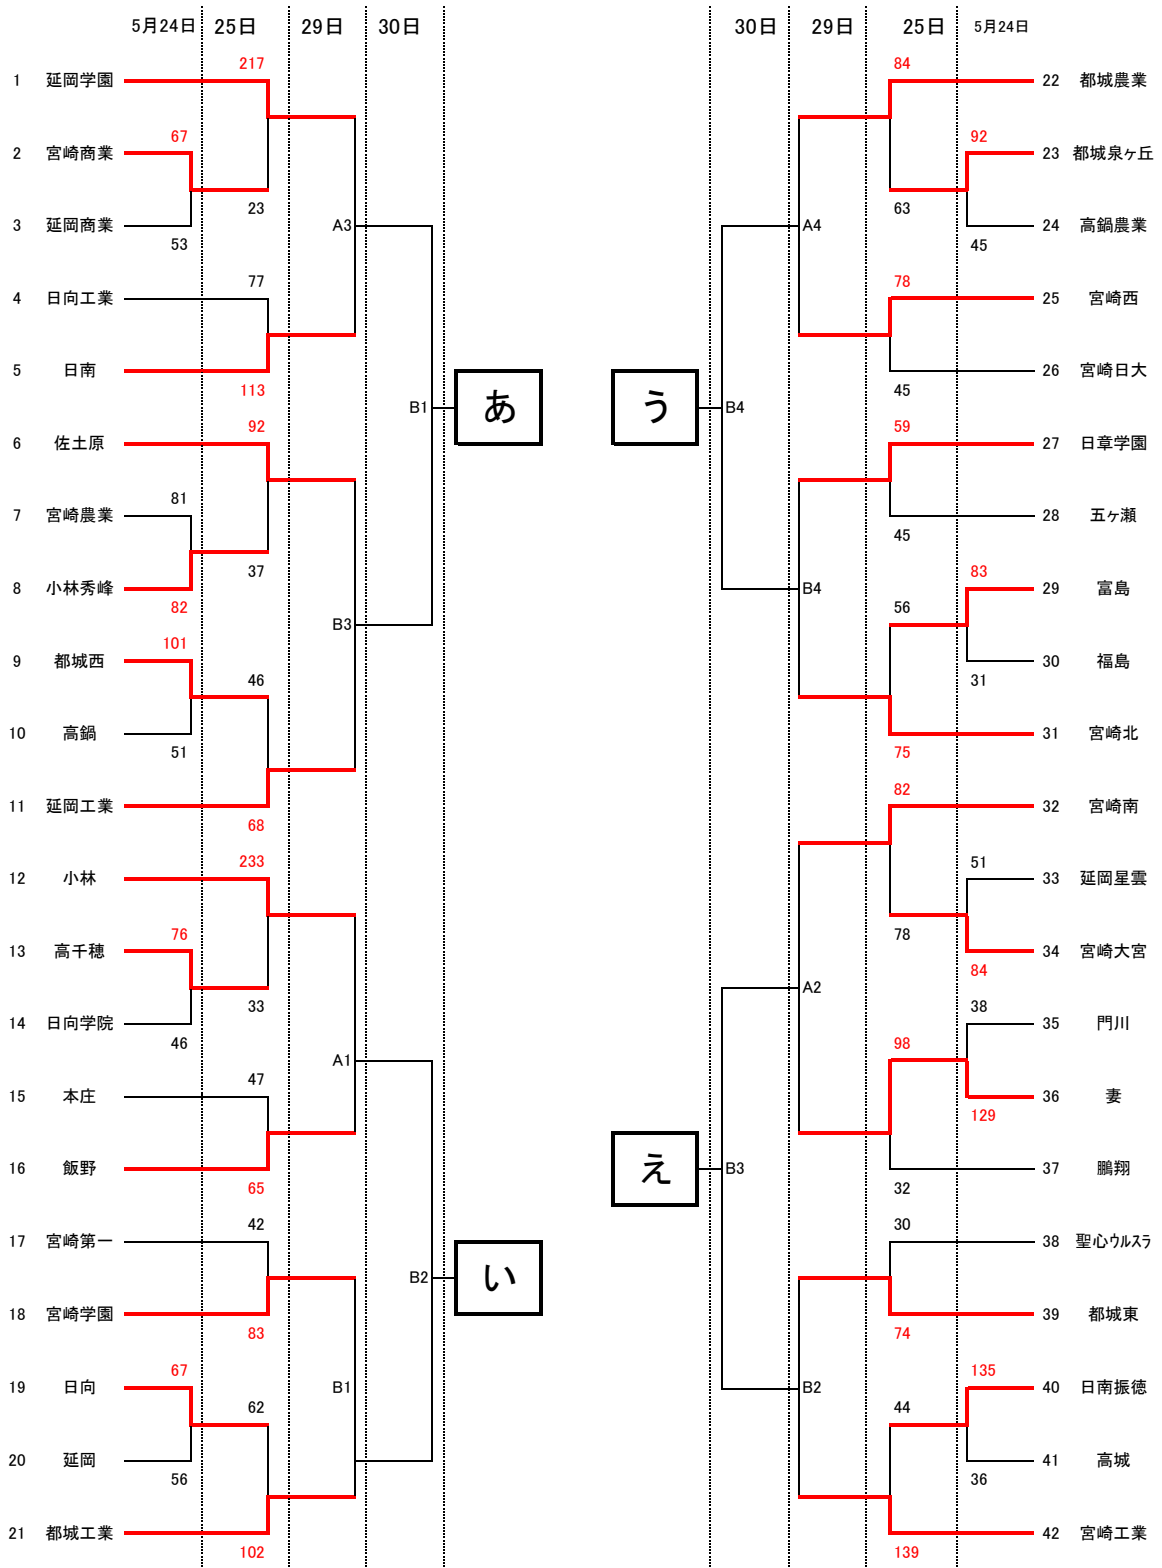 5月24日 25日 29日 30日 30日 29日 25日 5月24日
217 84
1 延岡学園 22 都城農業
67 92
2 宮崎商業 23 都城泉ヶ丘
23 63
3 延岡商業 A3 A4 24 高鍋農業
53 45
77 78
4 日向工業 25 宮崎西
5 日南 26 宮崎日大
113 45
B1 あ う B4
92 59
6 佐土原 27 日章学園
81
7 宮崎農業 28 五ヶ瀬
37 45
83
8 小林秀峰 B4 29 富島
82 56
B3
101
9 都城西 30 福島
46 31
10 高鍋 31 宮崎北
51 75
82
11 延岡工業 32 宮崎南
68
233 51
12 小林 33 延岡星雲
76 78
13 高千穂 34 宮崎大宮
84
A2
33 38
14 日向学院 35 門川
46 98
A1
47
15 本庄 36 妻
129
16 飯野 え B3 37 鵬翔
65 32
42 30
17 宮崎第一 38 聖心ウルスラ
B2 い
18 宮崎学園 39 都城東
83 74
67 135
19 日向 B1 B2 40 日南振徳
62 44
20 延岡 41 高城
56 36
21 都城工業 42 宮崎工業
102 139